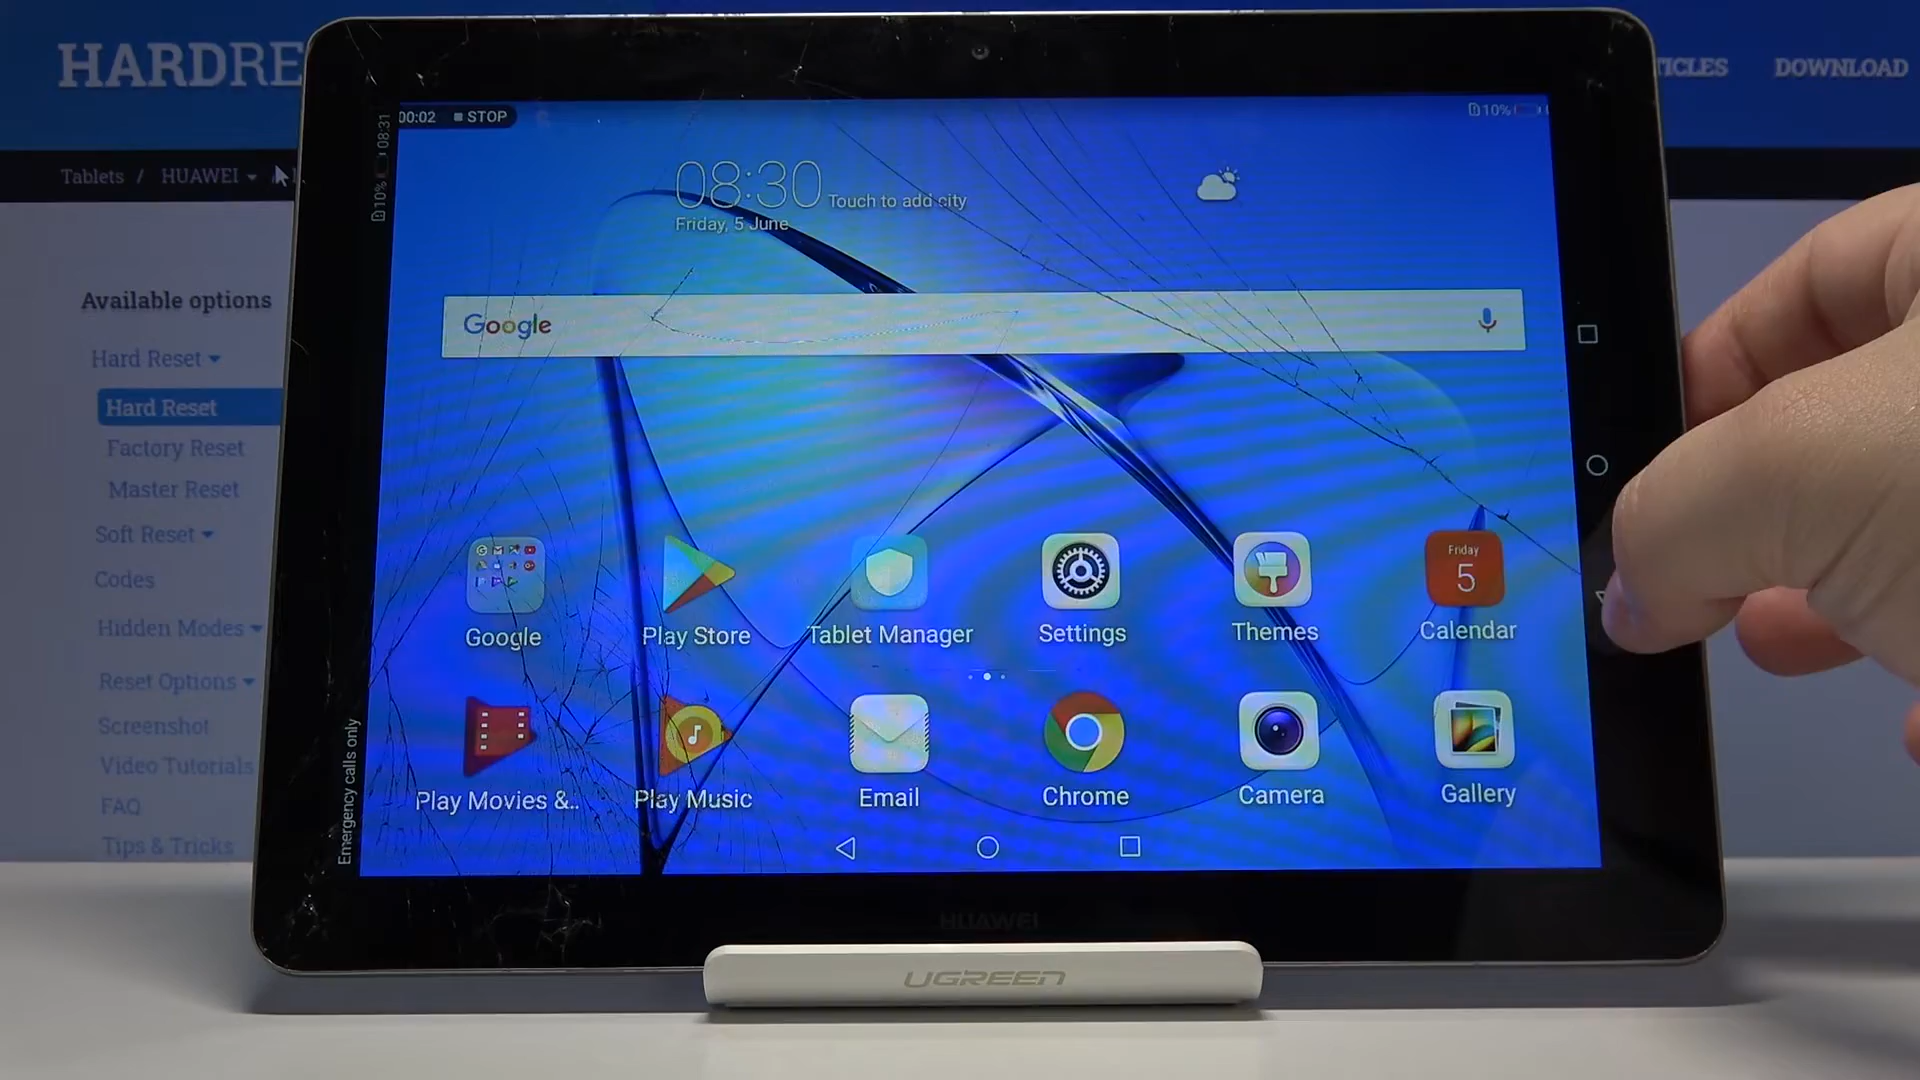 HARDRE
TICLES
DOWNLOAD
Tablets / HUAWEI
Available options
Hard Reset
Hard Reset
Factory Reset
Master Reset
Soft Reset
Codes
Hidden Modes
Reset Options
Screenshot
Video Tutorials
FAQ
Tips & Tricks
10% 08:31
Emergency calls only
00:02 STOP
10%
08:30 Touch to add city
Friday, 5 June
Google
Friday
5
Google Play Store Tablet Manager Settings Themes Calendar
Play Movies &.. Play Music Email Chrome Camera Gallery
HUAWEI
UGREEN